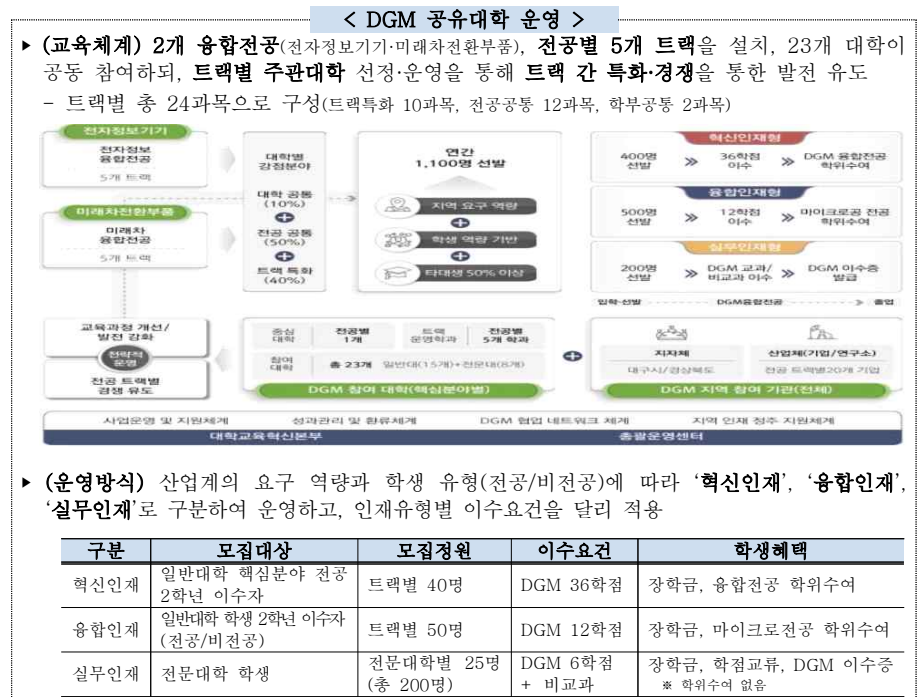 < DGM 공유대학 운영 >
▸ (교육체계) 2개 융합전공(전자정보기기·미래차전환부품), 전공별 5개 트랙을 설치, 23개 대학이
공동 참여하되, 트랙별 주관대학 선정·운영을 통해 트랙 간 특화·경쟁을 통한 발전 유도
- 트랙별 총 24과목으로 구성(트랙특화 10과목, 전공공통 12과목, 학부공통 2과목)
전자정보기기
전자정보
융합전공
5개 트랙
미래차전환부품
미래차
융합전공
5개 트랙
대학별
강점분야
대학 공통
(10%)
전공 공통
(50%)
트랙 특화
(40%)
연간
1,100명 선발
지역 요구 역량
학생 역량 기반
타대생 50% 이상
혁신인재형
400명
선발
»
36학점
이수
»
DGM 융합전공
학위수여
융합인재형
500명
선발
»
12학점
이수
»
마이크로공 전공
학위수여
실무인재형
200명
선발
»
DGM 교과/
비교과 이수
»
DGM 이수증
발급
입학·선발
DGM융합전공
졸업
교육과정 개선/
발전 강화
전략적
운영
전공 트랙별
경쟁 유도
중심
대학
전공별
1개
트랙
운영학과
전공별
5개 학과
참여
대학
총 23개 일반대(15개)+전문대(8개)
DGM 참여 대학(핵심분야별)
지자체
대구시/경상북도
산업체(기업/연구소)
전공 트랙별20개 기업
DGM 지역 참여 기관(전체)
사업운영 및 지원체계
성과관리 및 환류체계
DGM 협업 네트워크 체계
지역 인재 정주 지원체계
대학교육혁신본부
총괄운영센터
▸ (운영방식) 산업계의 요구 역량과 학생 유형(전공/비전공)에 따라 ‘혁신인재’, ‘융합인재’,
‘실무인재’로 구분하여 운영하고, 인재유형별 이수요건을 달리 적용
구분 모집대상 모집정원 이수요건 학생혜택
혁신인재 일반대학 핵심분야 전공
2학년 이수자 트랙별 40명 DGM 36학점 장학금, 융합전공 학위수여
융합인재 일반대학 학생 2학년 이수자
(전공/비전공) 트랙별 50명 DGM 12학점 장학금, 마이크로전공 학위수여
실무인재 전문대학 학생 전문대학별 25명
(총 200명) DGM 6학점
+ 비교과 장학금, 학점교류, DGM 이수증
※ 학위수여 없음